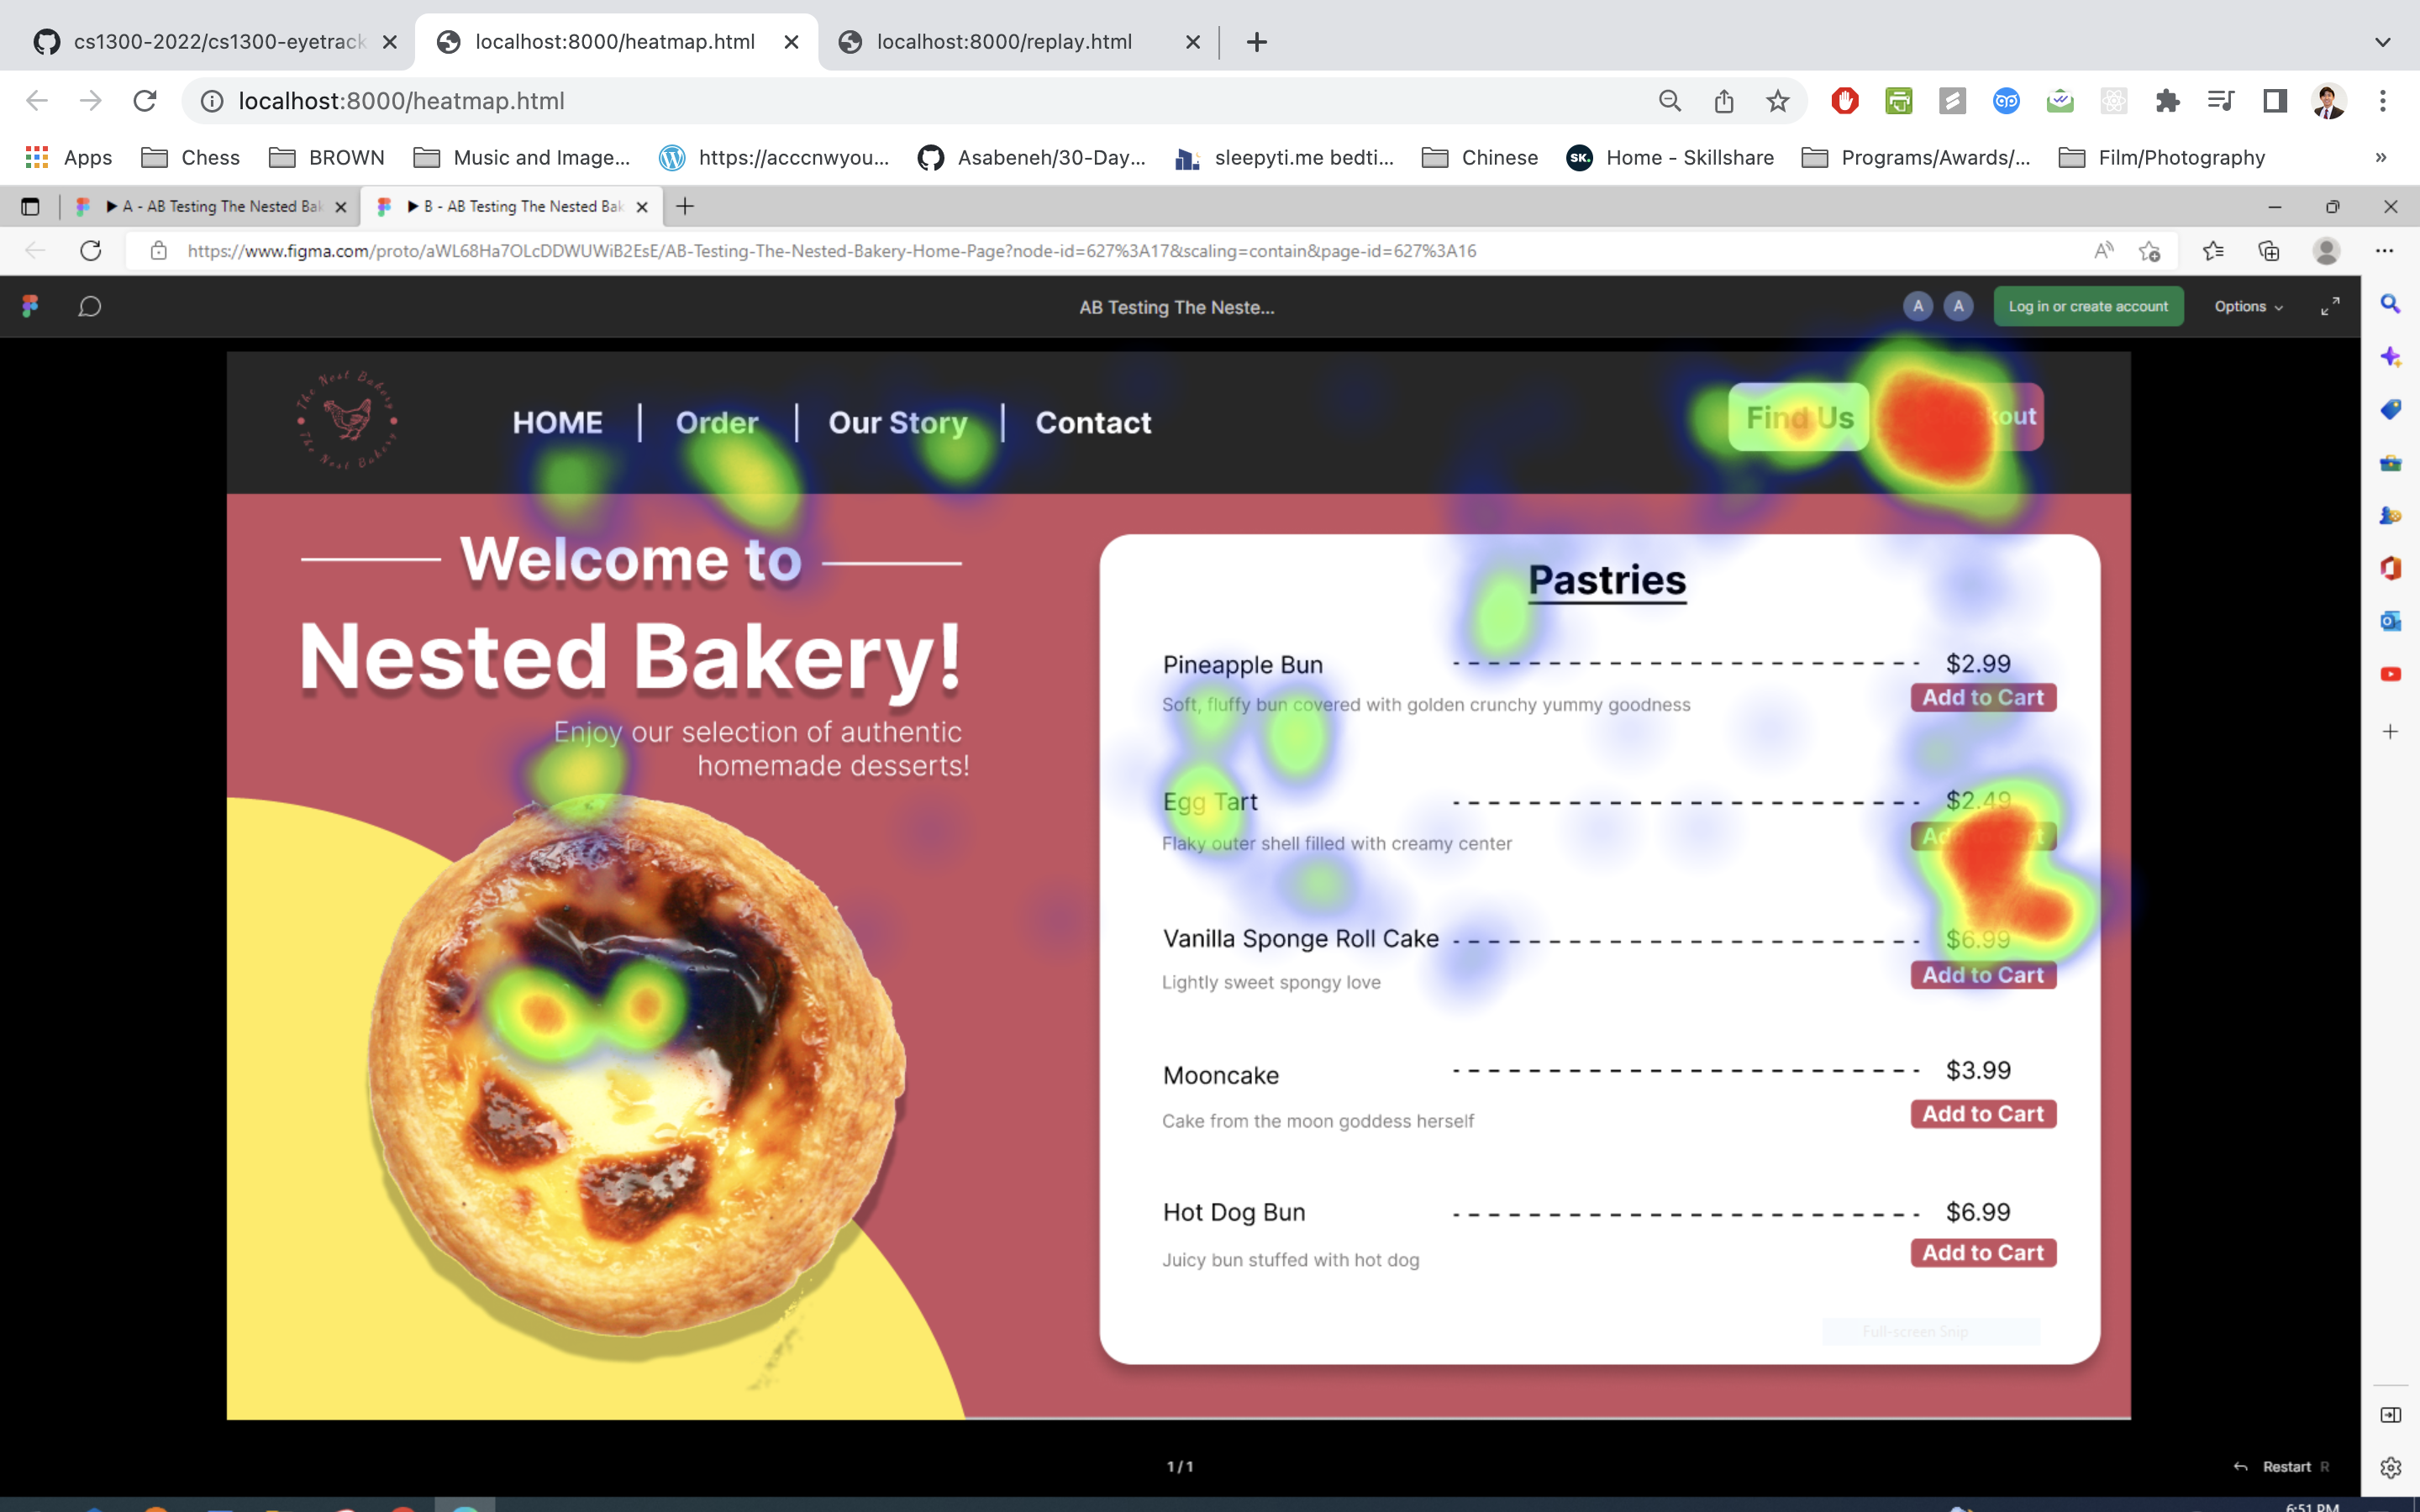 cs1300-2022/cs1300-eyetrack
localhost:8000/heatmap.html
localhost:8000/replay.html
localhost:8000/heatmap.html
Apps
Chess
BROWN
Music and Image...
https://acccnwyou...
Asabeneh/30-Day...
sleepyti.me bedti...
Chinese
SK.
Home - Skillshare
Programs/Awards/...
Film/Photography
»
A - AB Testing The Nested Bak
B - AB Testing The Nested Bak
https://www.figma.com/proto/aWL68Ha7OLcDDWUWiB2EsE/AB-Testing-The-Nested-Bakery-Home-Page?node-id=627%3A17&scaling=contain&page-id=627%3A16
AB Testing The Neste...
A
A
Log in or create account
Options
The Nest Bakery
The Nest Bakery
HOME | Order | Our Story | Contact
Find Us
kout
Welcome to
Nested Bakery!
Enjoy our selection of authentic
homemade desserts!
Pastries
Pineapple Bun
$2.99
Soft, fluffy bun covered with golden crunchy yummy goodness
Add to Cart
Egg Tart
$2.49
Flaky outer shell filled with creamy center
Vanilla Sponge Roll Cake
$6.99
Lightly sweet spongy love
Add to Cart
Mooncake
$3.99
Cake from the moon goddess herself
Add to Cart
Hot Dog Bun
$6.99
Juicy bun stuffed with hot dog
Add to Cart
Full-screen Snip
1 / 1
Restart R
6:51 PM